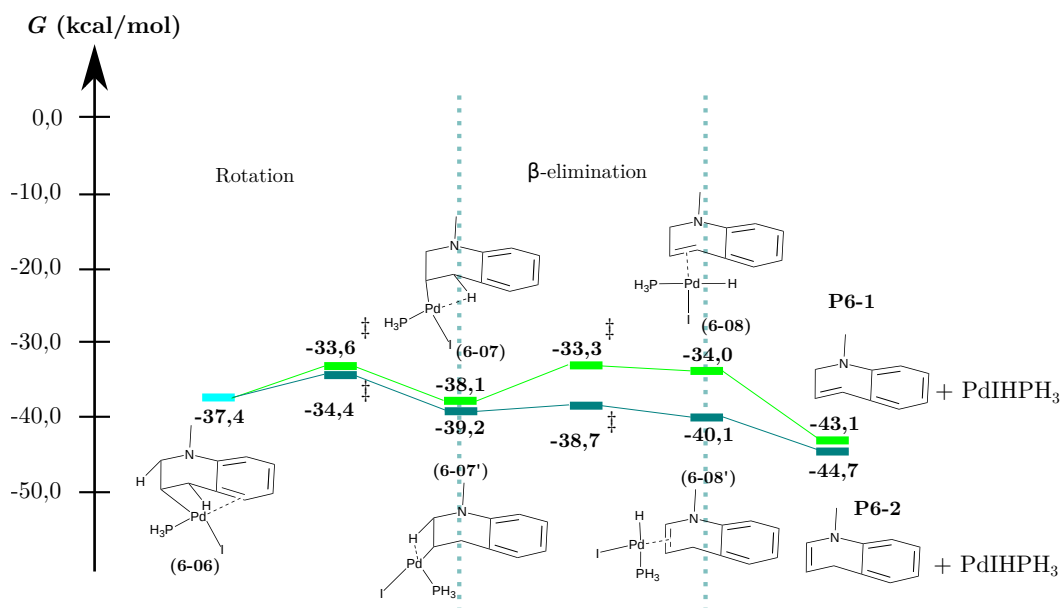 G (kcal/mol)
0,0
-10,0
-20,0
-30,0
-40,0
-50,0
Rotation
β-elimination
N
H
Pd
H3P
I
(6-07)
N
H3P
Pd
H
I
(6-08)
P6-1
N
+ PdIHPH3
-37,4
-33,6
‡
-34,4
‡
-38,1
-39,2
-33,3
‡
-38,7
‡
-34,0
-40,1
-43,1
-44,7
N
H
H
Pd
H3P
I
(6-06)
(6-07')
N
H
Pd
I
PH3
(6-08')
N
H
I
Pd
PH3
P6-2
N
+ PdIHPH3